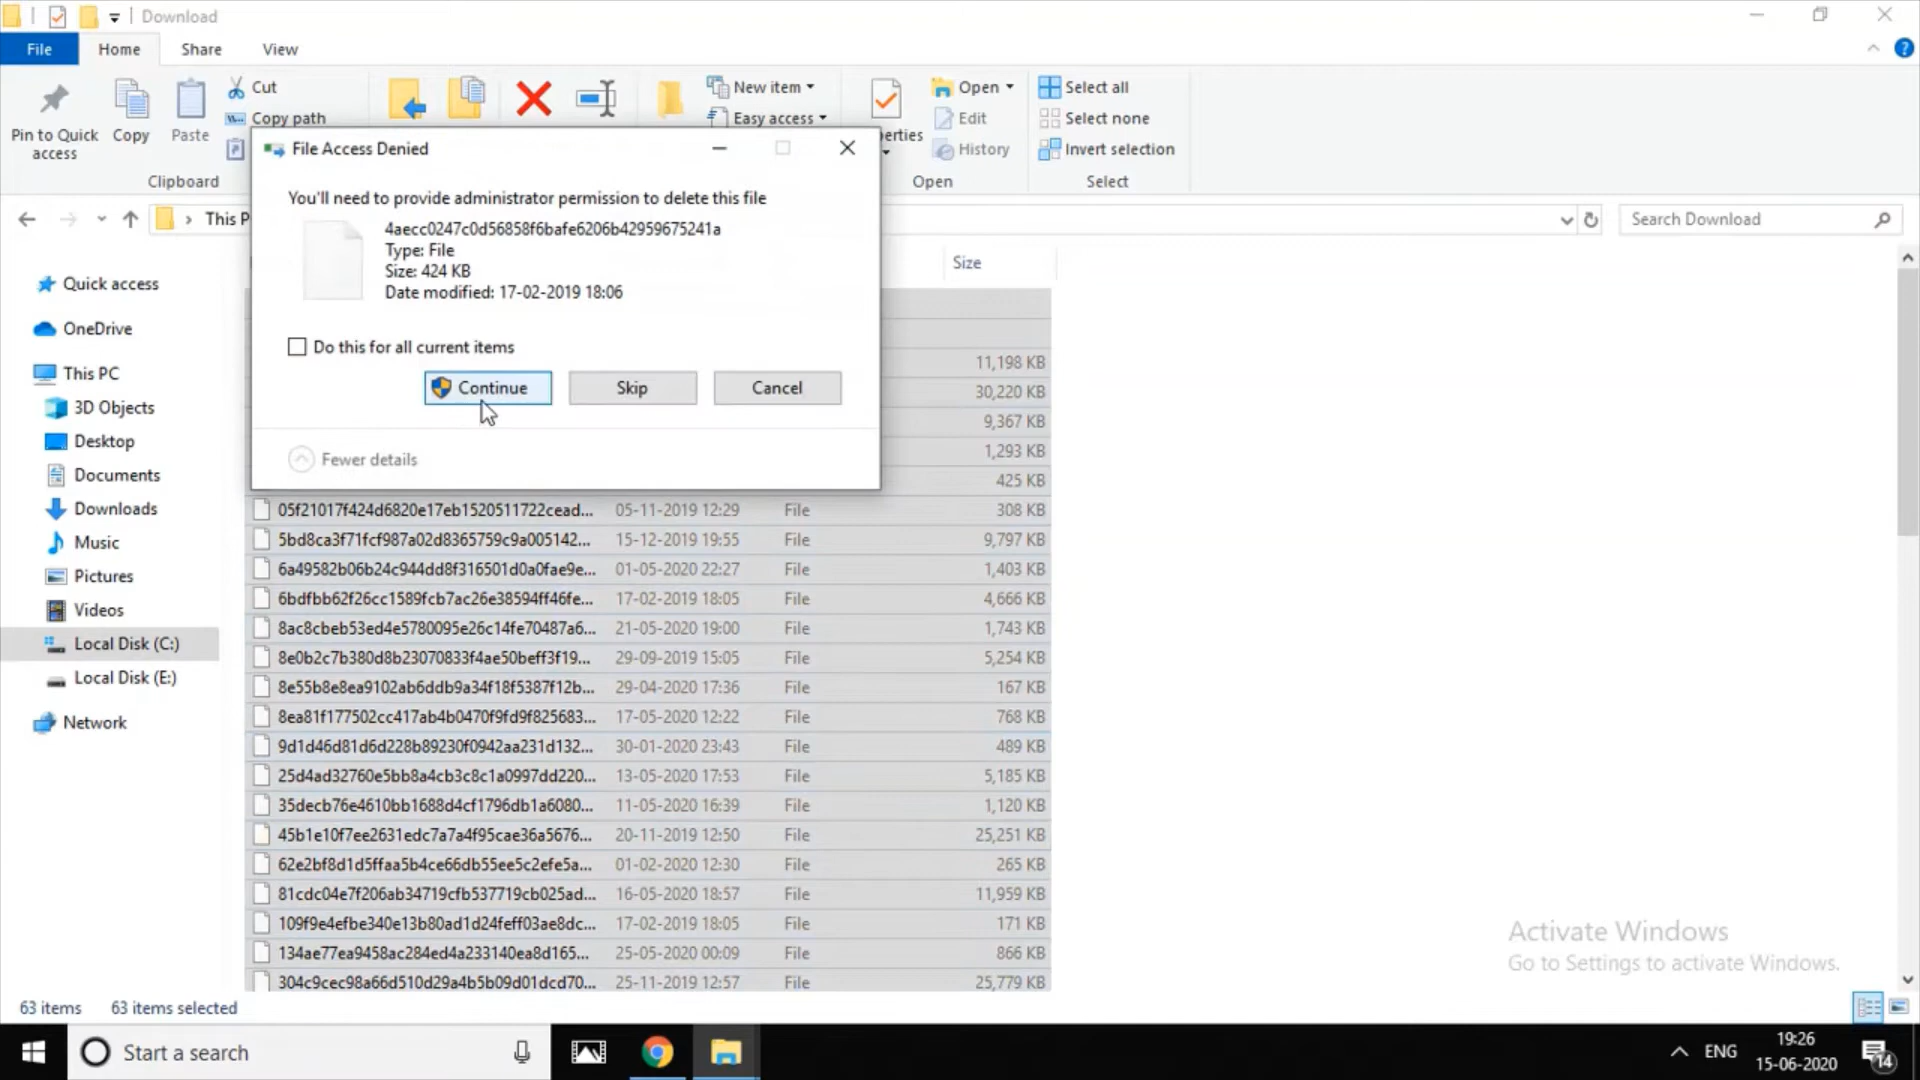 Download
File
Home
Share
View
Pin to Quick
access
Copy
Paste
Cut
Copy path
Clipboard
New item
Easy access
erties
Open
Edit
History
Open
Select all
Select none
Invert selection
Select
This P
Search Download
File Access Denied
You'll need to provide administrator permission to delete this file
4aecc0247c0d56858f6bafe6206b42959675241a
Type: File
Size: 424 KB
Date modified: 17-02-2019 18:06
Do this for all current items
Continue
Skip
Cancel
Fewer details
Quick access
OneDrive
This PC
3D Objects
Desktop
Documents
Downloads
Music
Pictures
Videos
Local Disk (C:)
Local Disk (E:)
Network
Size
11,198 KB
30,220 KB
9,367 KB
1,293 KB
425 KB
05f21017f424d6820e17eb1520511722cead... 05-11-2019 12:29 File 308 KB
5bd8ca3f71fcf987a02d8365759c9a005142... 15-12-2019 19:55 File 9,797 KB
6a49582b06b24c944dd8f316501d0a0fae9e... 01-05-2020 22:27 File 1,403 KB
6bdfbb62f26cc1589fcb7ac26e38594ff46fe... 17-02-2019 18:05 File 4,666 KB
8ac8cbeb53ed4e5780095e26c14fe70487a6... 21-05-2020 19:00 File 1,743 KB
8e0b2c7b380d8b23070833f4ae50beff3f19... 29-09-2019 15:05 File 5,254 KB
8e55b8e8ea9102ab6ddb9a34f18f5387f12b... 29-04-2020 17:36 File 167 KB
8ea81f177502cc417ab4b0470f9fd9f825683... 17-05-2020 12:22 File 768 KB
9d1d46d81d6d228b89230f0942aa231d132... 30-01-2020 23:43 File 489 KB
25d4ad32760e5bb8a4cb3c8c1a0997dd220... 13-05-2020 17:53 File 5,185 KB
35decb76e4610bb1688d4cf1796db1a6080... 11-05-2020 16:39 File 1,120 KB
45b1e10f7ee2631edc7a7a4f95cae36a5676... 20-11-2019 12:50 File 25,251 KB
62e2bf8d1d5ffaa5b4ce66db55ee5c2efe5a... 01-02-2020 12:30 File 265 KB
81cdc04e7f206ab34719cfb537719cb025ad... 16-05-2020 18:57 File 11,959 KB
109f9e4efbe340e13b80ad1d24feff03ae8dc... 17-02-2019 18:05 File 171 KB
134ae77ea9458ac284ed4a233140ea8d165... 25-05-2020 00:09 File 866 KB
304c9cec98a66d510d29a4b5b09d01dcd70... 25-11-2019 12:57 File 25,779 KB
Activate Windows
Go to Settings to activate Windows.
63 items
63 items selected
Start a search
ENG
19:26
15-06-2020
14